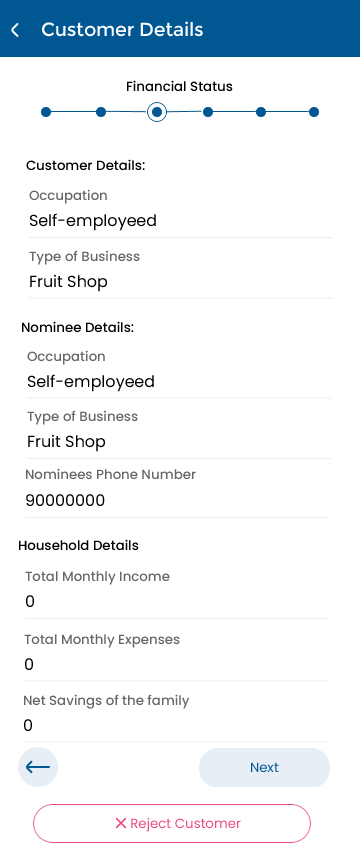 Customer Details
Financial Status
Customer Details:
Occupation
Self-employeed
Type of Business
Fruit Shop
Nominee Details:
Occupation
Self-employeed
Type of Business
Fruit Shop
Nominees Phone Number
90000000
Household Details
Total Monthly Income
0
Total Monthly Expenses
0
Net Savings of the family
0
Next
Reject Customer